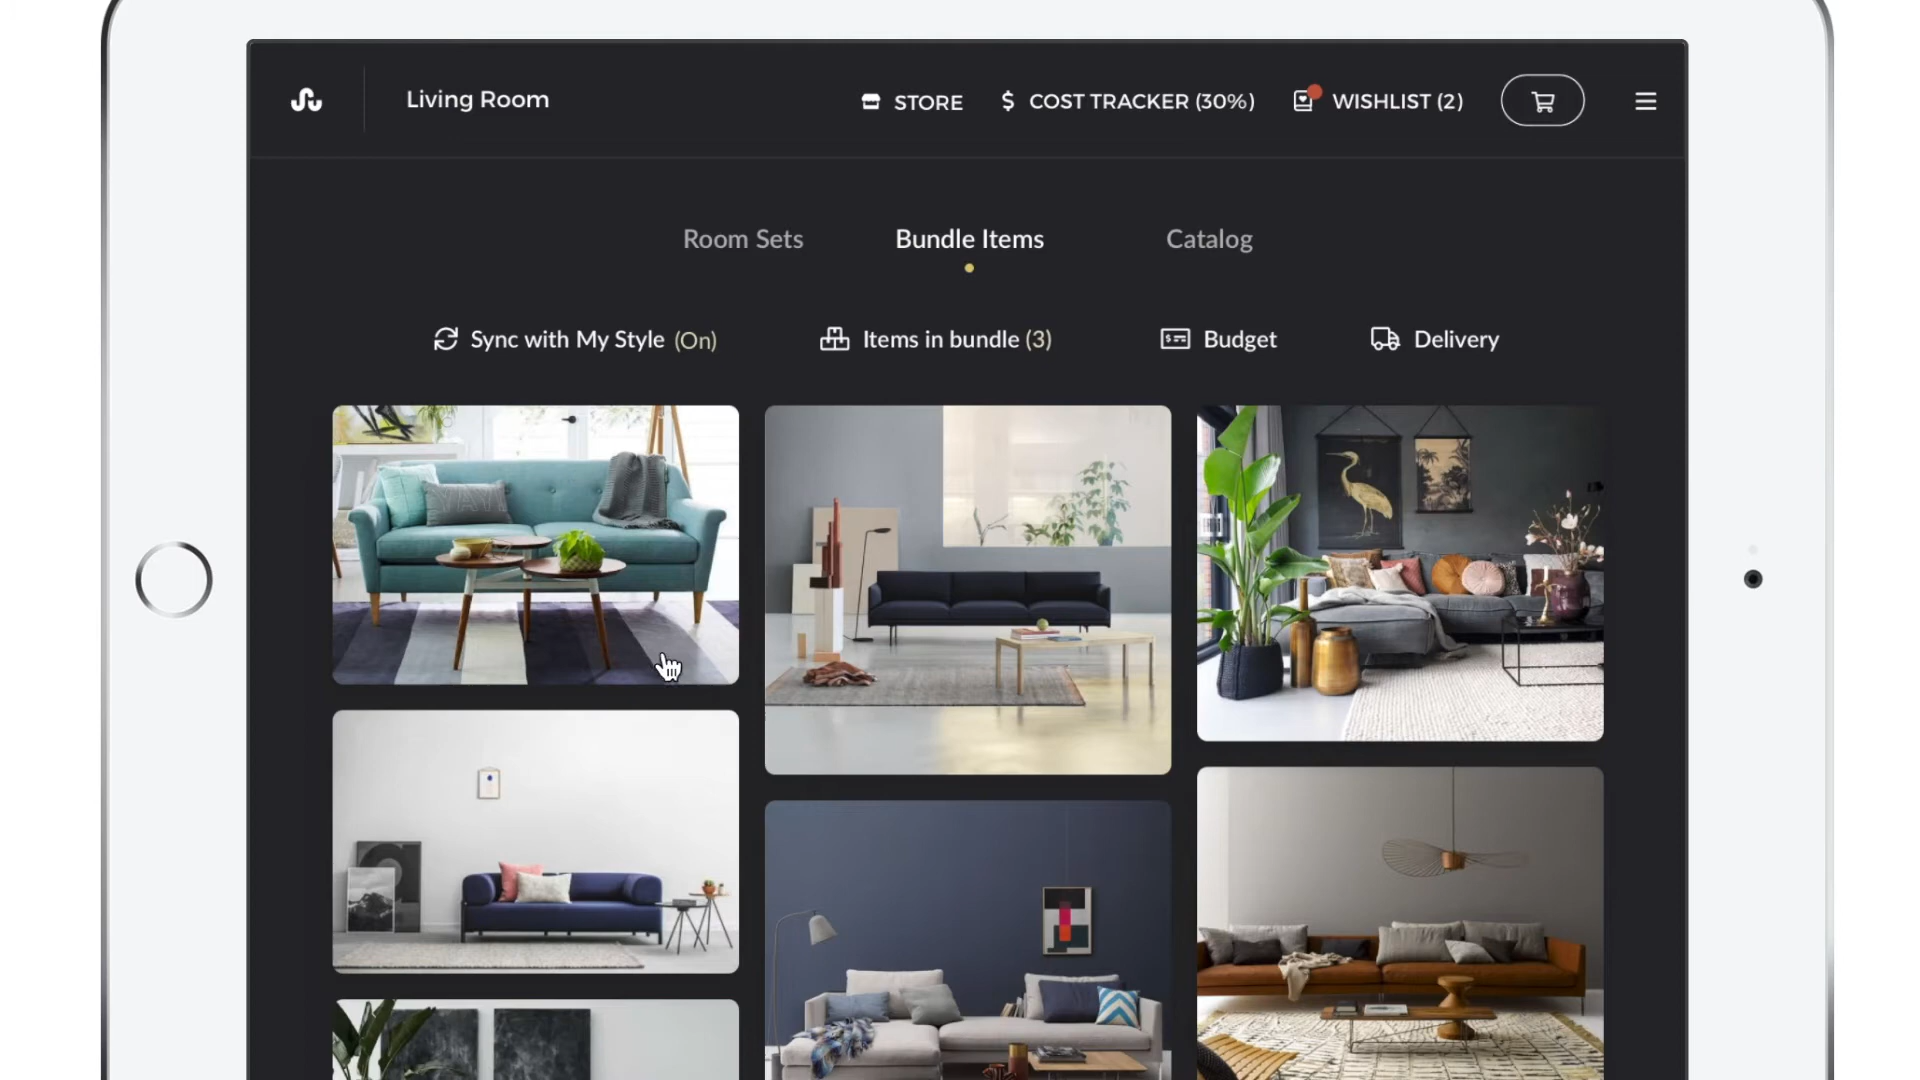 Living Room
STORE
COST TRACKER (30%)
WISHLIST (2)
Room Sets
Bundle Items
Catalog
Sync with My Style (On)
Items in bundle (3)
Budget
Delivery